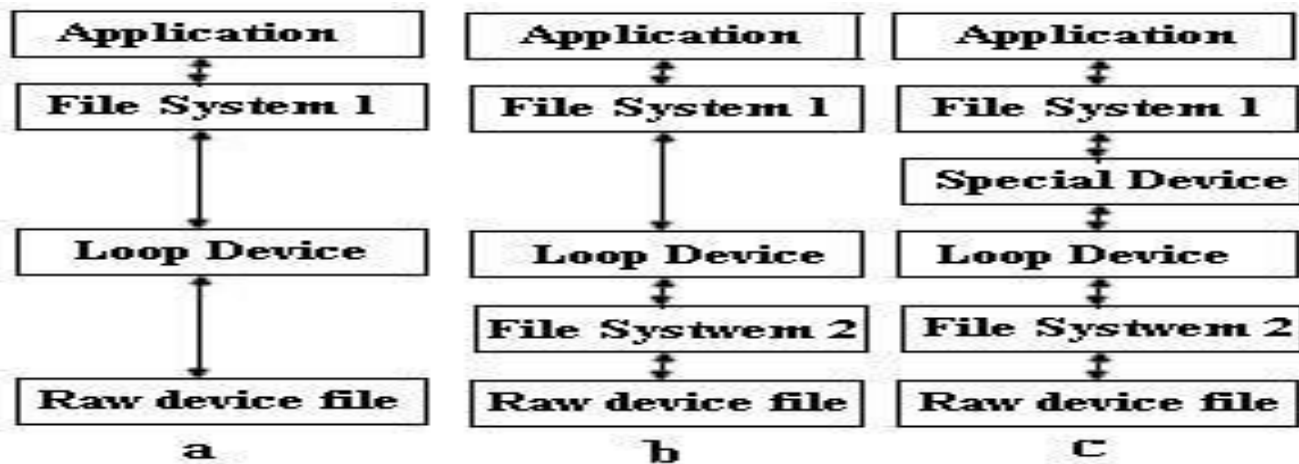 Application
File System 1
Loop Device
Raw device file
a
Application
File System 1
Loop Device
File Systwem 2
Raw device file
b
Application
File System 1
Special Device
Loop Device
File Systwem 2
Raw device file
c